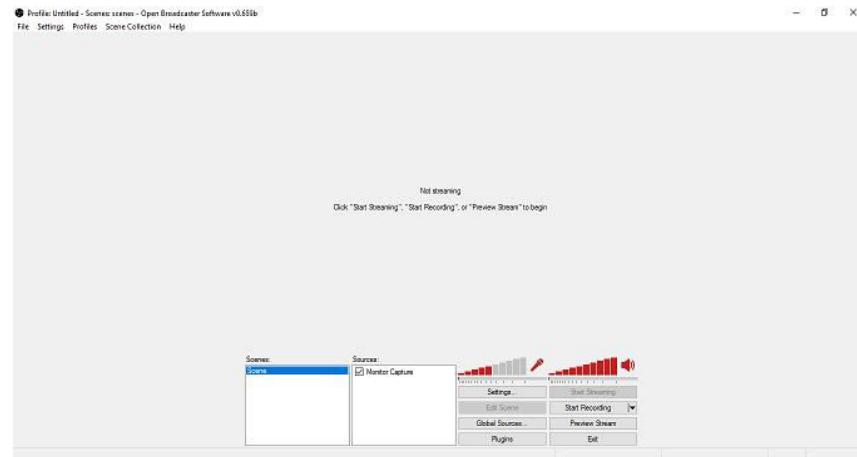 Profile: Untitled - Scenes: scenes - Open Broadcaster Software v0.659b
File Settings Profiles Scene Collection Help
Not streaming
Click "Start Streaming", "Start Recording", or "Preview Stream" to begin
Scenes:
Scene
Sources:
Monitor Capture
Settings...
Start Streaming
Edit Scene
Start Recording
Global Sources...
Preview Stream
Plugins
Exit